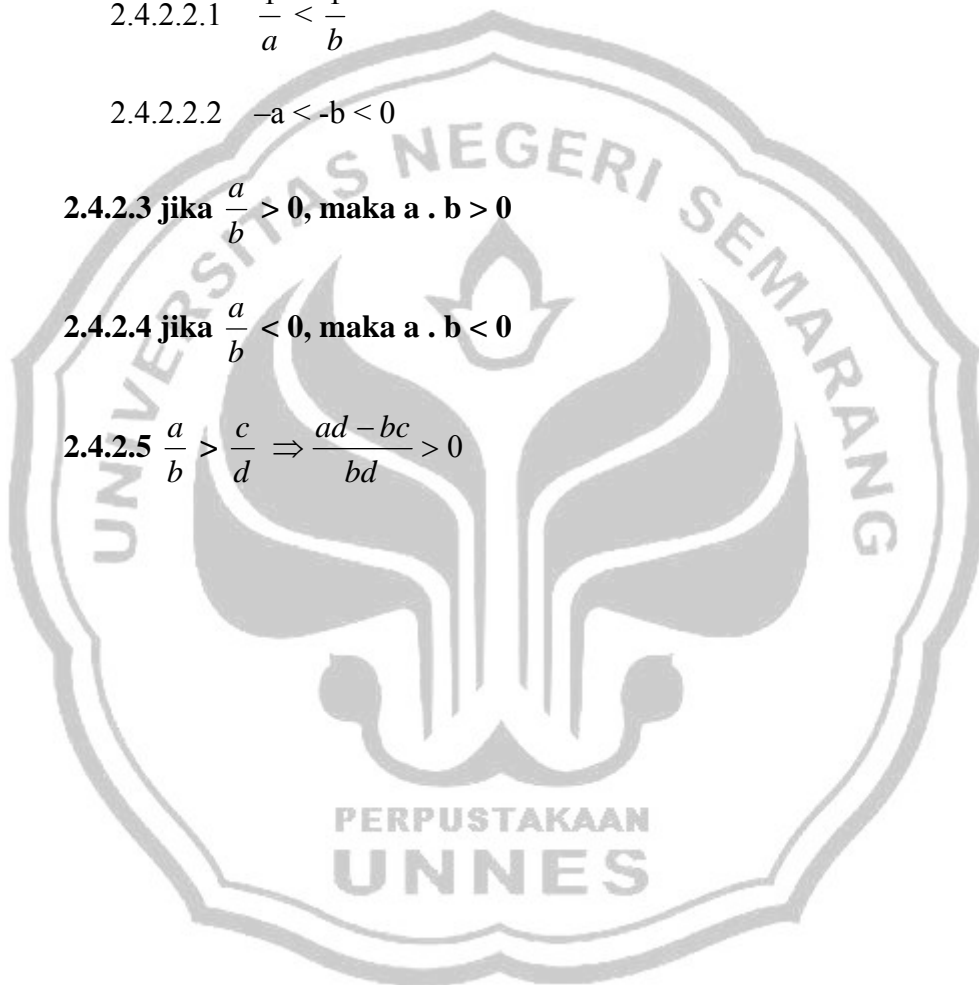 2.4.2.2.1 1/a < 1/b
2.4.2.2.2 –a < -b < 0
2.4.2.3 jika a/b > 0, maka a . b > 0
2.4.2.4 jika a/b < 0, maka a . b < 0
2.4.2.5 a/b > c/d ⇒ (ad − bc)/bd > 0
UNIVERSITAS NEGERI SEMARANG
PERPUSTAKAAN
UNNES